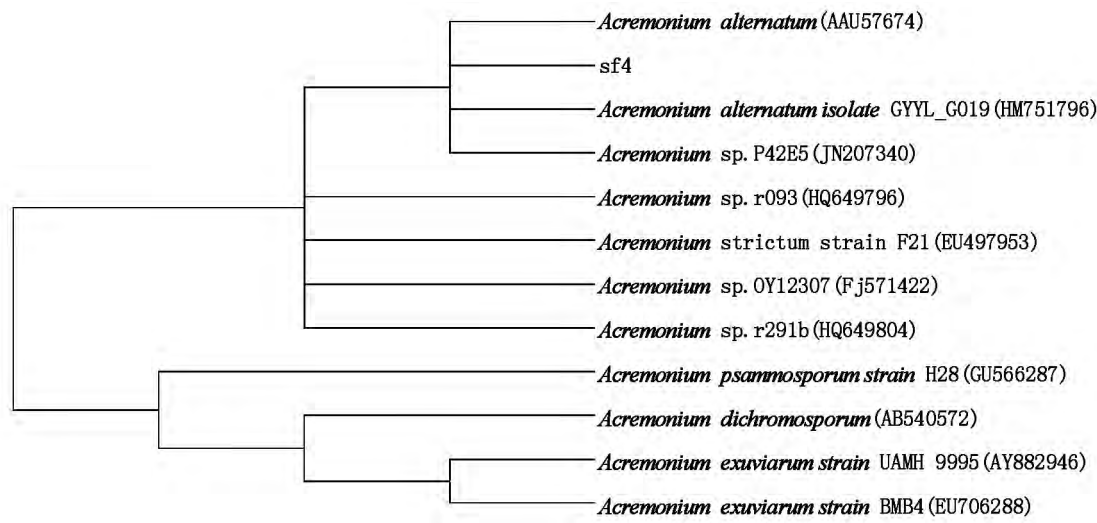 Acremonium alternatum(AAU57674)
sf4
Acremonium alternatum isolate GYYL_G019(HM751796)
Acremonium sp.P42E5(JN207340)
Acremonium sp.r093(HQ649796)
Acremonium strictum strain F21(EU497953)
Acremonium sp.OY12307(Fj571422)
Acremonium sp.r291b(HQ649804)
Acremonium psammosporum strain H28(GU566287)
Acremonium dichromosporum(AB540572)
Acremonium exuviarum strain UAMH 9995(AY882946)
Acremonium exuviarum strain BMB4(EU706288)